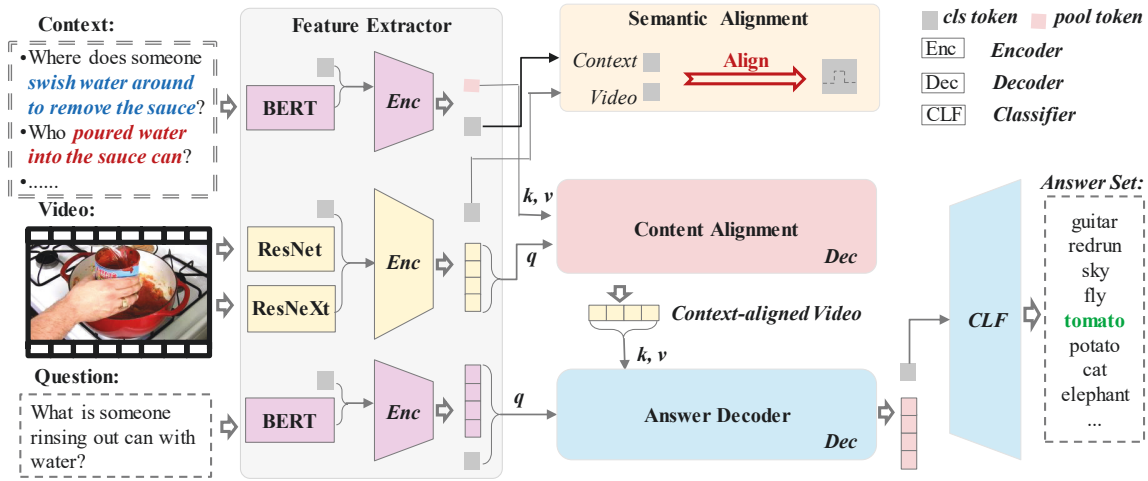 Context:
•Where does someone
swish water around
to remove the sauce?
•Who poured water
into the sauce can?
•......
Video:
Question:
What is someone
rinsing out can with
water?
Feature Extractor
BERT
Enc
ResNet
ResNeXt
Enc
BERT
Enc
Semantic Alignment
Context
Video
Align
k, v
q
Content Alignment
Dec
Context-aligned Video
k, v
q
Answer Decoder
Dec
cls token
pool token
Enc
Encoder
Dec
Decoder
CLF
Classifier
CLF
Answer Set:
guitar
redrun
sky
fly
tomato
potato
cat
elephant
...